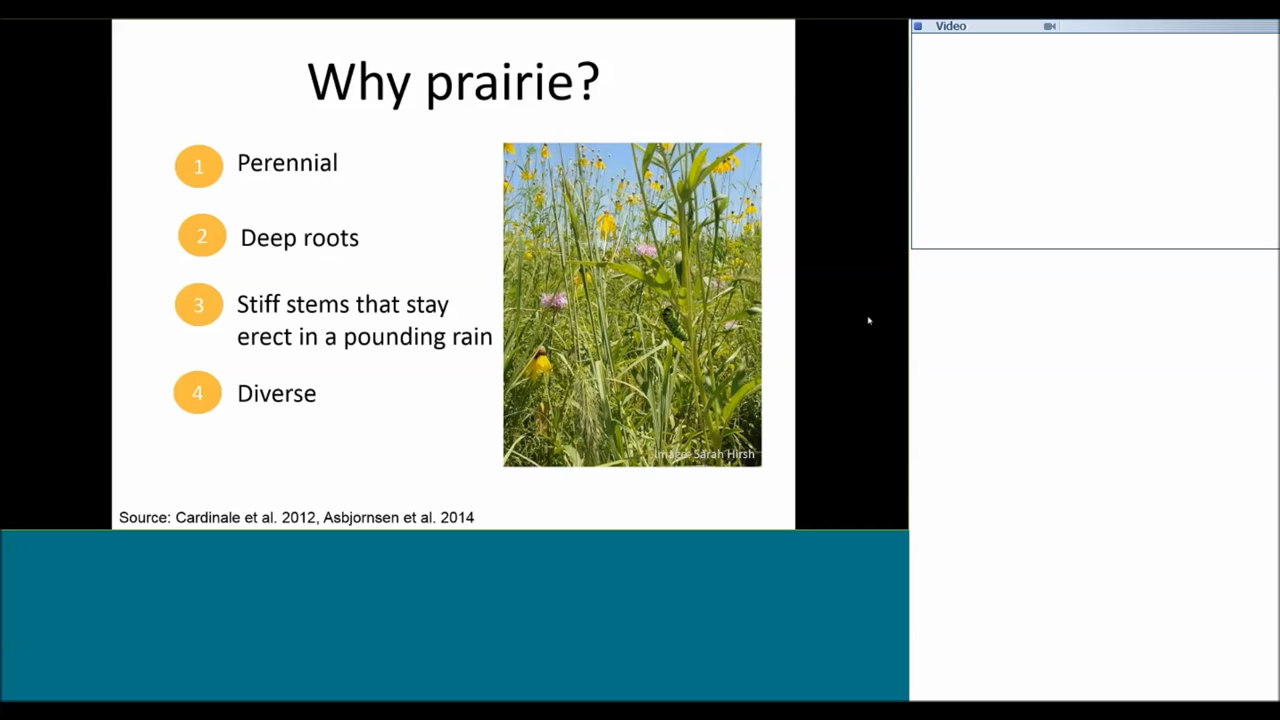 Video
Why prairie?
1 Perennial
2 Deep roots
3 Stiff stems that stay
erect in a pounding rain
4 Diverse
Image: Sarah Hirsh
Source: Cardinale et al. 2012, Asbjornsen et al. 2014